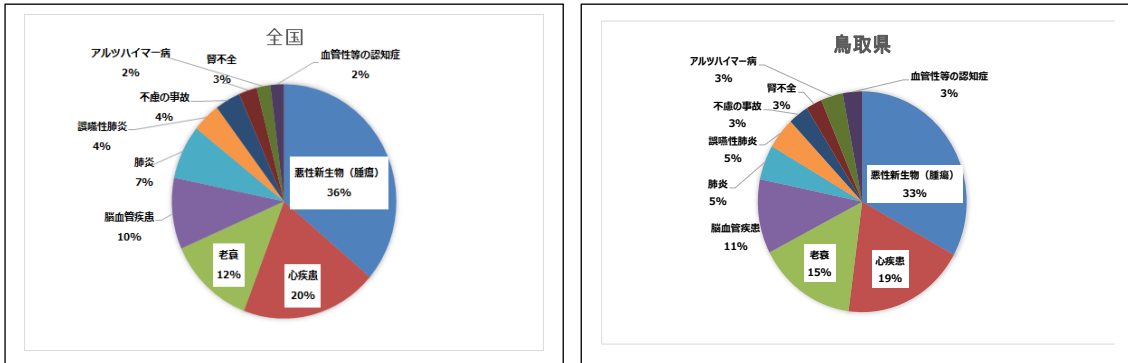 全国
悪性新生物（腫瘍）
36%
心疾患
20%
老衰
12%
脳血管疾患
10%
肺炎
7%
誤嚥性肺炎
4%
不慮の事故
4%
腎不全
3%
アルツハイマー病
2%
血管性等の認知症
2%
鳥取県
悪性新生物（腫瘍）
33%
心疾患
19%
老衰
15%
脳血管疾患
11%
肺炎
5%
誤嚥性肺炎
5%
不慮の事故
3%
腎不全
3%
アルツハイマー病
3%
血管性等の認知症
3%